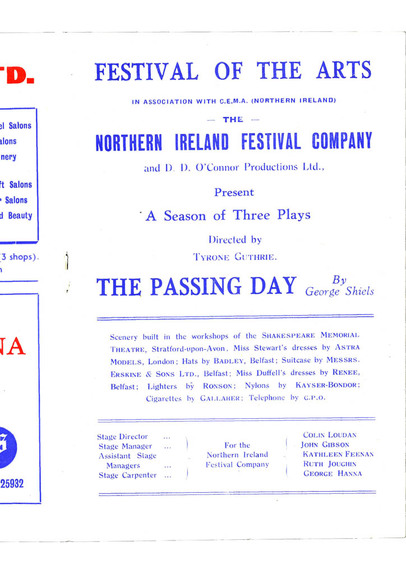 TD.
el Salons
alons
nery
ft Salons
Salons
d Beauty
(3 shops).
NA
25932
FESTIVAL OF THE ARTS
IN ASSOCIATION WITH C.E.M.A. (NORTHERN IRELAND)
— THE —
NORTHERN IRELAND FESTIVAL COMPANY
and D. D. O'Connor Productions Ltd.,
Present
A Season of Three Plays
Directed by
TYRONE GUTHRIE.
THE PASSING DAY By George Shiels
Scenery built in the workshops of the SHAKESPEARE MEMORIAL
THEATRE, Stratford-upon-Avon. Miss Stewart's dresses by ASTRA
MODELS, London; Hats by BADLEY, Belfast; Suitcase by MESSRS.
ERSKINE & SONS LTD., Belfast; Miss Duffell's dresses by RENEE,
Belfast; Lighters by RONSON; Nylons by KAYSER-BONDOR;
Cigarettes by GALLAHER; Telephone by G.P.O.
Stage Director ...
Stage Manager ...
Assistant Stage
Managers ...
Stage Carpenter ...
For the
Northern Ireland
Festival Company
COLIN LOUDAN
JOHN GIBSON
KATHLEEN FEENAN
RUTH JOUGHIN
GEORGE HANNA